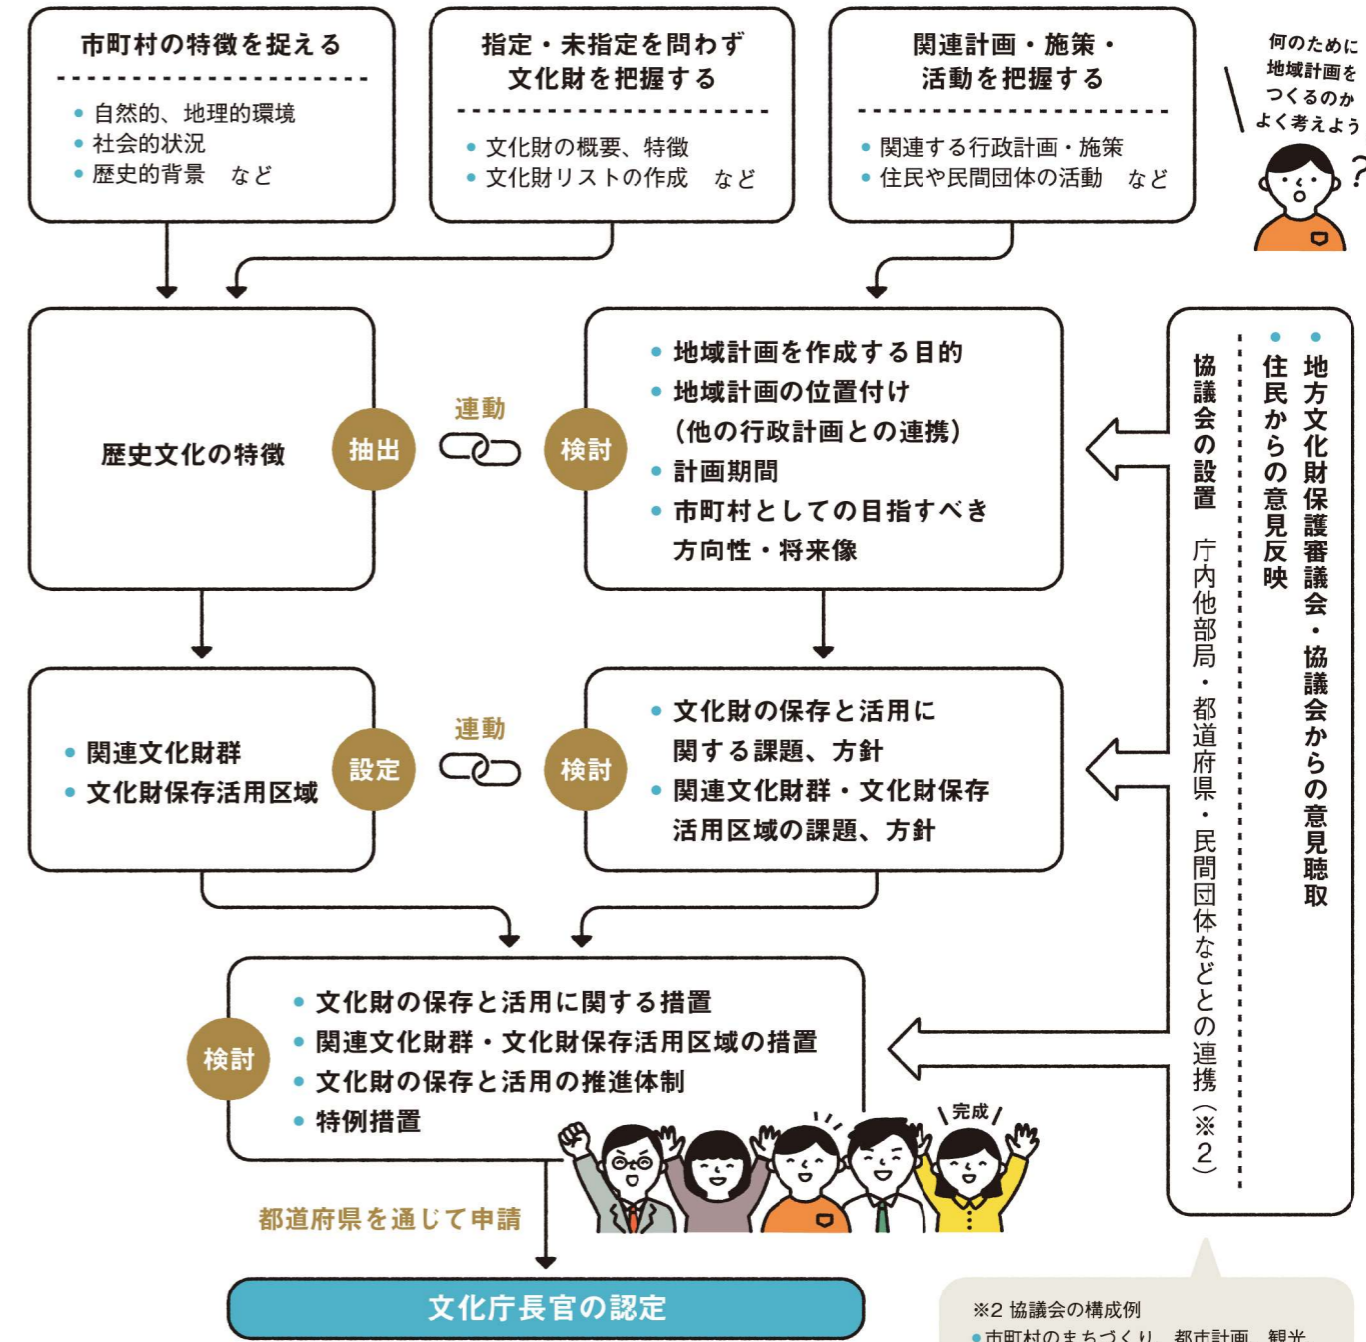 市町村の特徴を捉える
• 自然的、地理的環境
• 社会的状況
• 歴史的背景　など
指定・未指定を問わず
文化財を把握する
• 文化財の概要、特徴
• 文化財リストの作成　など
関連計画・施策・
活動を把握する
• 関連する行政計画・施策
• 住民や民間団体の活動　など
何のために
地域計画を
つくるのか
よく考えよう
?
歴史文化の特徴
抽出
連動
検討
• 地域計画を作成する目的
• 地域計画の位置付け
（他の行政計画との連携）
• 計画期間
• 市町村としての目指すべき
方向性・将来像
• 関連文化財群
• 文化財保存活用区域
設定
連動
検討
• 文化財の保存と活用に
関する課題、方針
• 関連文化財群・文化財保存
活用区域の課題、方針
• 地方文化財保護審議会・協議会からの意見聴取
• 住民からの意見反映
協議会の設置　庁内他部局・都道府県・民間団体などとの連携（※2）
検討
• 文化財の保存と活用に関する措置
• 関連文化財群・文化財保存活用区域の措置
• 文化財の保存と活用の推進体制
• 特例措置
完成
都道府県を通じて申請
文化庁長官の認定
※2 協議会の構成例
• 市町村のまちづくり、都市計画、観光